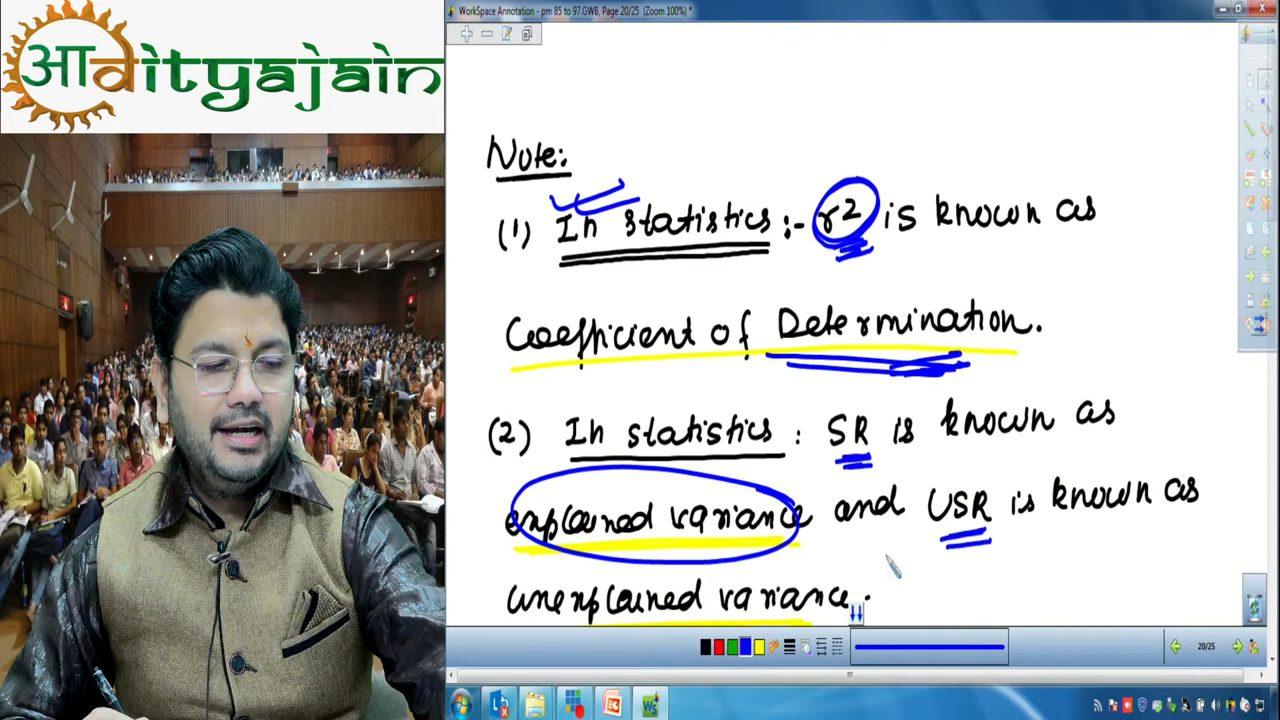 आdityajain
WorkSpace Annotation - pm 85 to 97.GWB, Page 20/25 (Zoom 100%) *
Note:
(1) In statistics :- r2 is known as
Coefficient of Determination.
(2) In statistics : SR is known as
explained variance and USR is known as
unexplained variance.
20/25